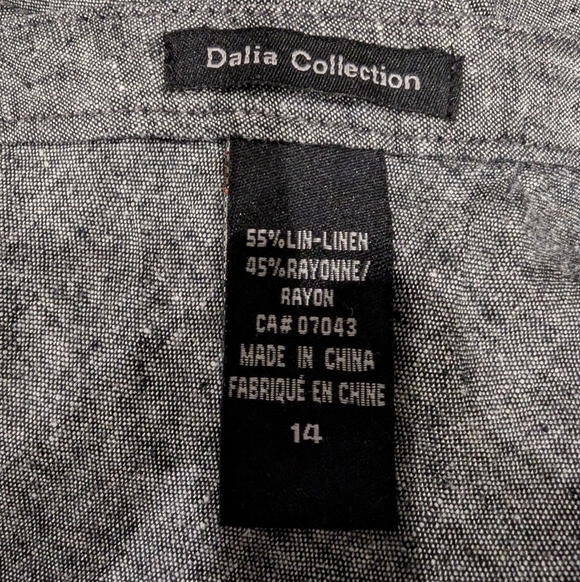 Dalia Collection
55%LIN-LINEN
45%RAYONNE/
RAYON
CA# 07043
MADE IN CHINA
FABRIQUÉ EN CHINE
14